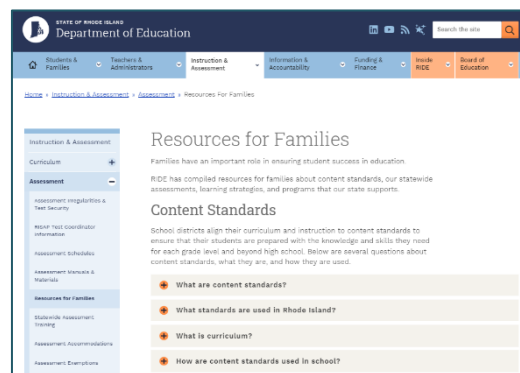 STATE OF RHODE ISLAND
Department of Education
Search the site
Students &
Families
Teachers &
Administrators
Instruction &
Assessment
Information &
Accountability
Funding &
Finance
Inside
RIDE
Board of
Education
Home » Instruction & Assessment » Assessment » Resources For Families
Instruction & Assessment
Curriculum
Assessment
Assessment Irregularities &
Test Security
RICAP Test Coordinator
Information
Assessment Schedules
Assessment Manuals &
Materials
Resources for Families
Statewide Assessment
Training
Assessment Accommodations
Assessment Exemptions
Resources for Families
Families have an important role in ensuring student success in education.
RIDE has compiled resources for families about content standards, our statewide
assessments, learning strategies, and programs that our state supports.
Content Standards
School districts align their curriculum and instruction to content standards to
ensure that their students are prepared with the knowledge and skills they need
for each grade level and beyond high school. Below are several questions about
content standards, what they are, and how they are used.
What are content standards?
What standards are used in Rhode Island?
What is curriculum?
How are content standards used in school?